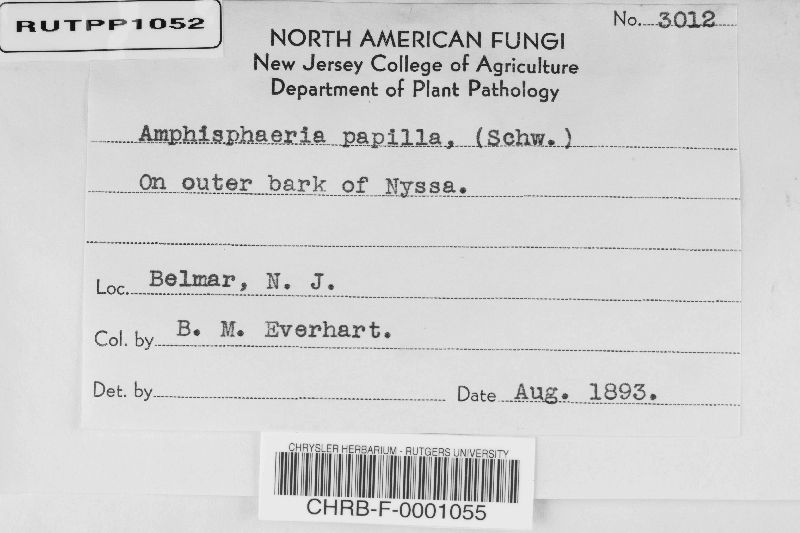 RUTPP1052
No. 3012
NORTH AMERICAN FUNGI
New Jersey College of Agriculture
Department of Plant Pathology
Amphisphaeria papilla, (Schw.)
On outer bark of Nyssa.
Loc. Belmar, N. J.
Col. by B. M. Everhart.
Det. by
Date Aug. 1893.
CHRYSLER HERBARIUM - RUTGERS UNIVERSITY
CHRB-F-0001055